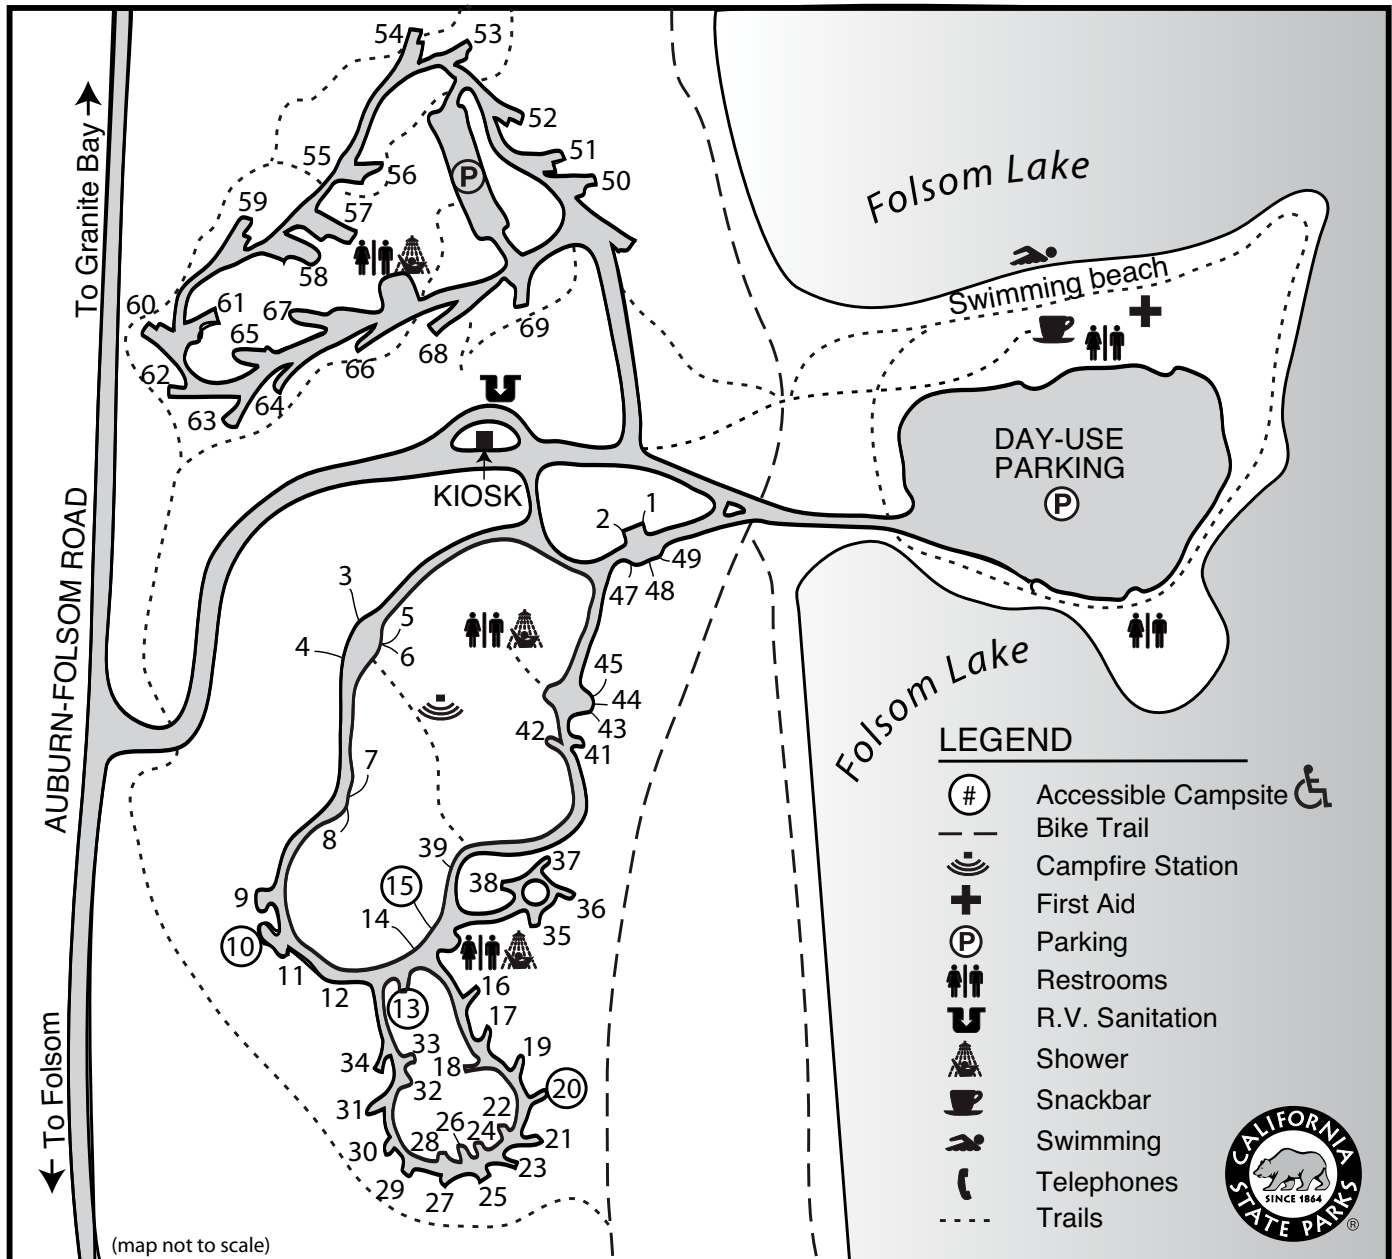 54
53
52
51
50
55
56
P
59
57
58
60
61
67
65
69
68
66
62
64
63
To Granite Bay
Folsom Lake
Swimming beach
DAY-USE
PARKING
P
KIOSK
1
2
49
48
47
AUBURN-FOLSOM ROAD
3
5
4
6
45
44
43
42
41
7
8
39
37
15
38
9
36
14
35
10
11
12
16
13
17
33
19
34
18
32
20
31
22
26
24
21
28
30
23
29
27
25
To Folsom
(map not to scale)
Folsom Lake
LEGEND
# Accessible Campsite
Bike Trail
Campfire Station
First Aid
P Parking
Restrooms
R.V. Sanitation
Shower
Snackbar
Swimming
Telephones
Trails
CALIFORNIA
SINCE 1864
STATE PARKS
®